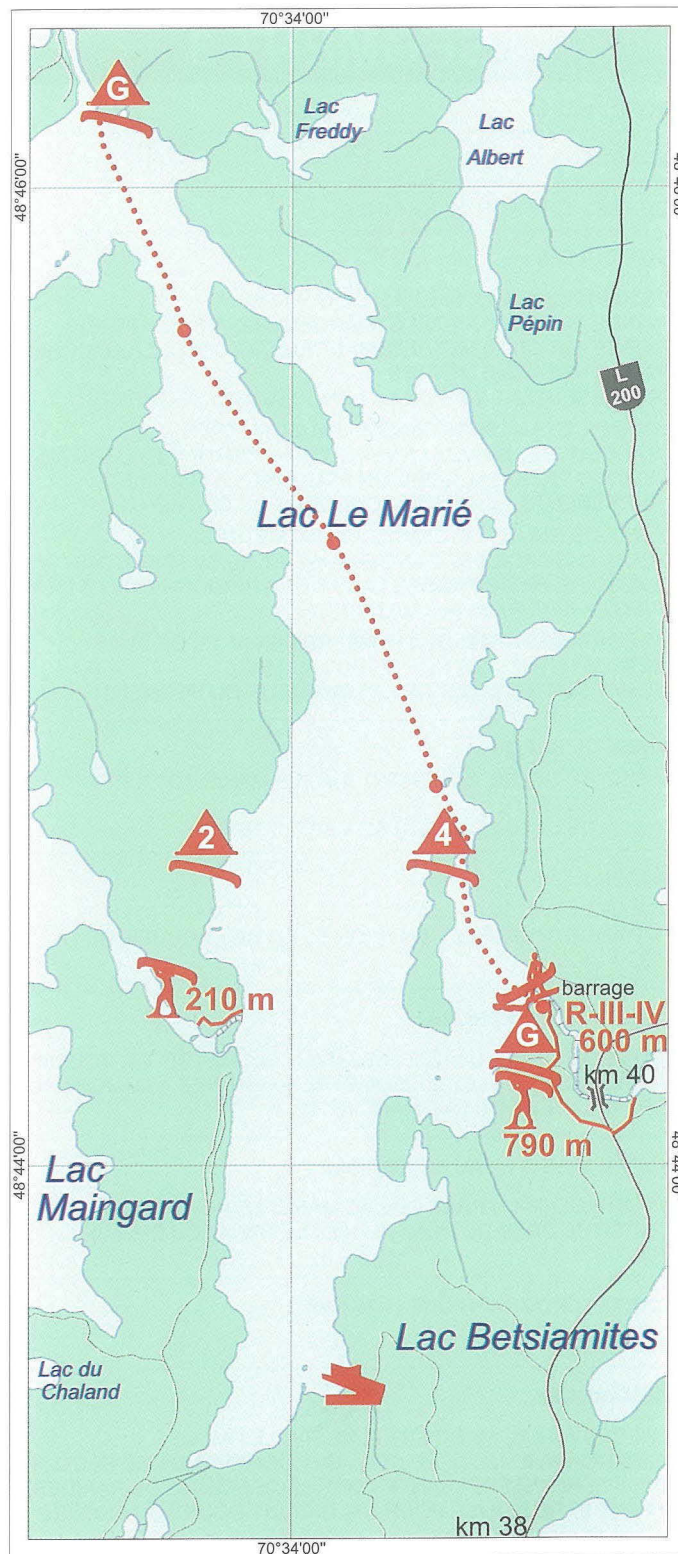 70°34'00"
G
Lac
Freddy
Lac
Albert
48°46'00"
Lac
Pépin
L
200
Lac Le Marié
2
4
210 m
barrage
R-III-IV
600 m
G
km 40
790 m
48°44'00"
Lac
Maingard
Lac Betsiamites
Lac du
Chaland
km 38
70°34'00"